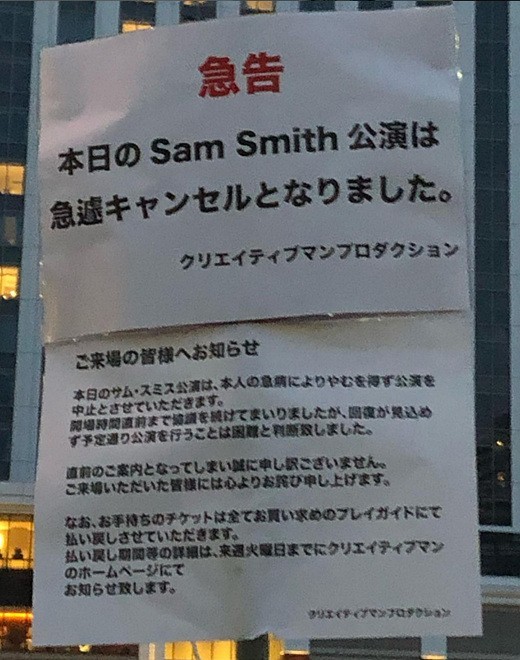 急告
本日の Sam Smith 公演は
急遽キャンセルとなりました。
クリエイティブマンプロダクション
ご来場の皆様へお知らせ
本日のサム・スミス公演は、本人の急病によりやむを得ず公演を
中止とさせていただきます。
開場時間直前まで協議を続けてまいりましたが、回復が見込め
ず予定通り公演を行うことは困難と判断致しました。
直前のご案内となってしまい誠に申し訳ございません。
ご来場いただいた皆様には心よりお詫び申し上げます。
なお、お手持ちのチケットは全てお買い求めのプレイガイドにて
払い戻しさせていただきます。
払い戻し期間等の詳細は、来週火曜日までにクリエイティブマン
のホームページにて
お知らせ致します。
クリエイティブマンプロダクション